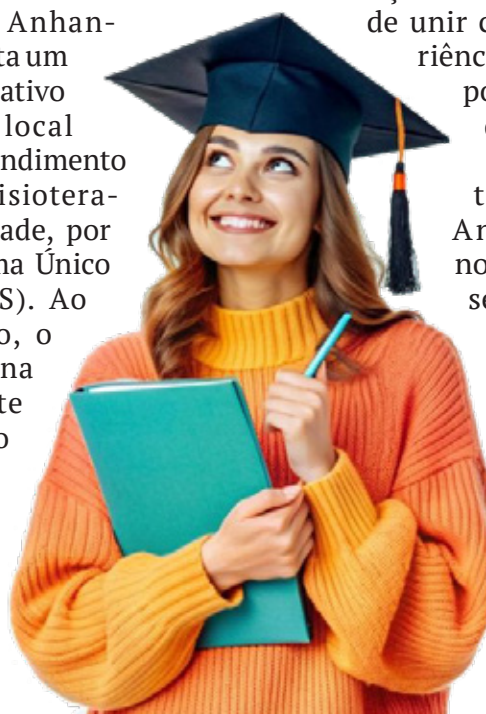 Anhan-
ta um
ativo
local
ndimento
isiotera-
ade, por
na Único
S). Ao
o, o
na
te
o
de unir c
riênc
po
t
An
no
se